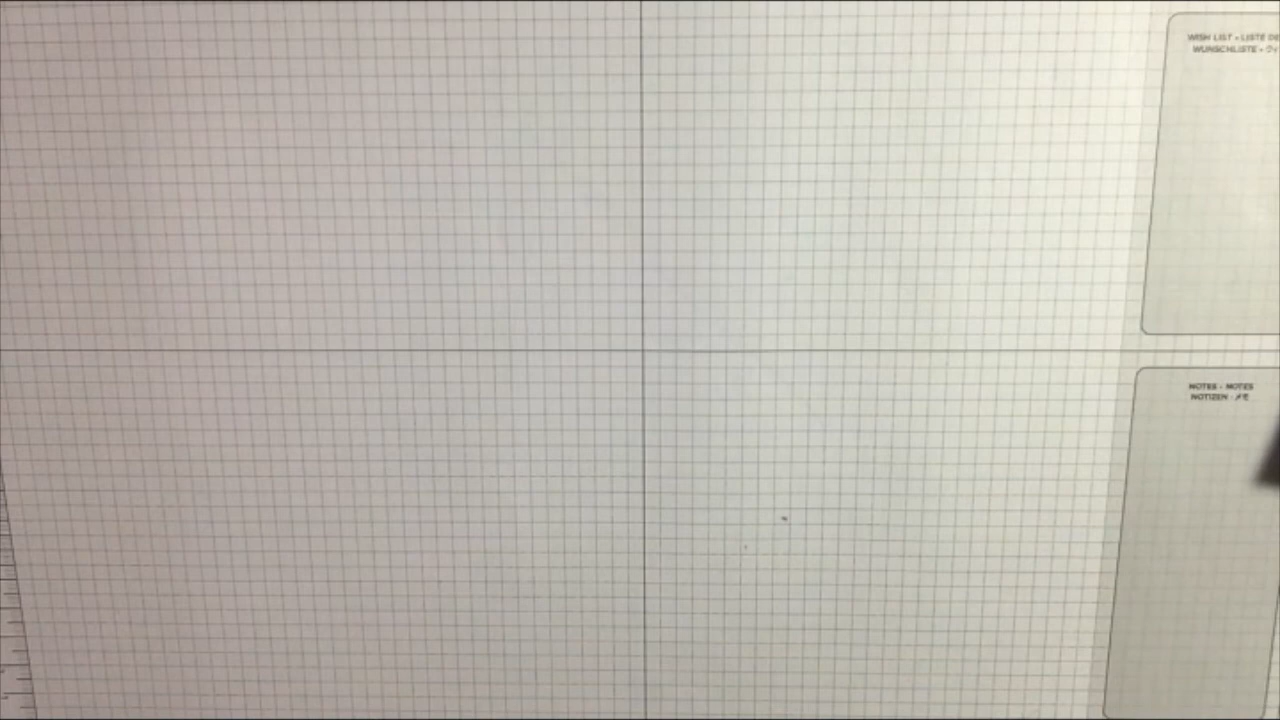 WISH LIST • LISTE DE
WUNSCHLISTE •
NOTES • NOTES
NOTIZEN •